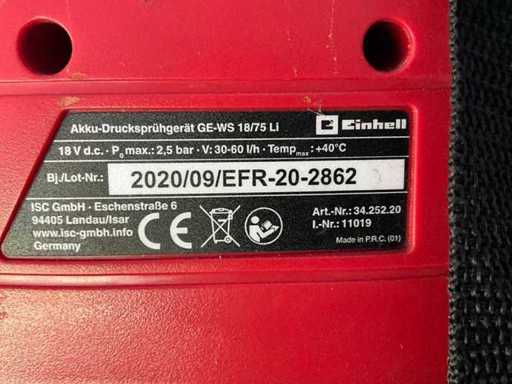 Akku-Drucksprühgerät GE-WS 18/75 Li
Einhell
18 V d.c. · P₀ max.: 2,5 bar · V: 30-60 l/h · Temp max: +40°C
Bj./Lot-Nr.: 2020/09/EFR-20-2862
ISC GmbH - Eschenstraße 6
94405 Landau/Isar
www.isc-gmbh.info
Germany
CE
Art.-Nr.: 34.252.20
I.-Nr.: 11019
Made in P.R.C. (01)